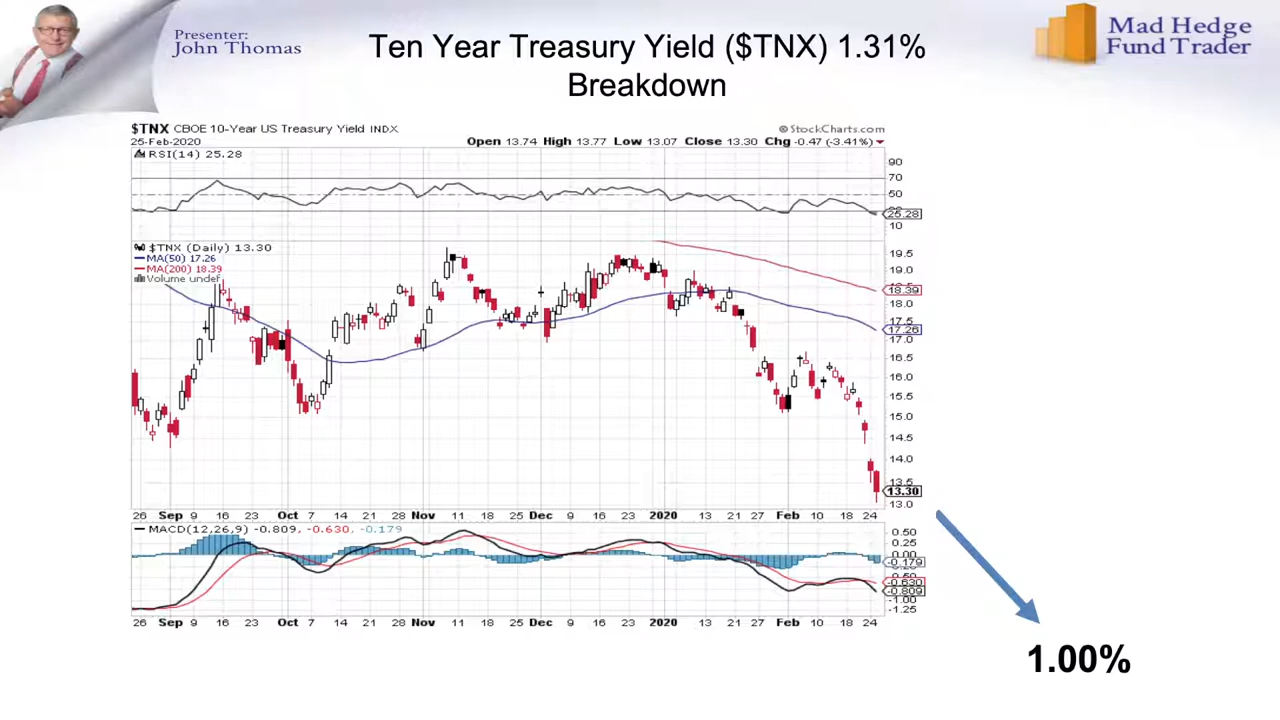 Presenter:
John Thomas
Ten Year Treasury Yield ($TNX) 1.31%
Breakdown
Mad Hedge
Fund Trader
$TNX CBOE 10-Year US Treasury Yield INDX
© StockCharts.com
25-Feb-2020
Open 13.74 High 13.77 Low 13.07 Close 13.30 Chg -0.47 (-3.41%)
RSI(14) 25.28
90
70
50
25.28
10
$TNX (Daily) 13.30
MA(50) 17.26
MA(200) 18.39
Volume undef
19.5
19.0
18.39
18.0
17.5
17.26
17.0
16.5
16.0
15.5
15.0
14.5
14.0
13.5
13.30
13.0
26 Sep 9 16 23 Oct 7 14 21 28 Nov 11 18 25 Dec 9 16 23 2020 13 21 27 Feb 10 18 24
MACD(12,26,9) -0.809, -0.630, -0.179
0.50
0.25
0.00
-0.179
-0.630
-0.809
-1.00
-1.25
26 Sep 9 16 23 Oct 7 14 21 28 Nov 11 18 25 Dec 9 16 23 2020 13 21 27 Feb 10 18 24
1.00%